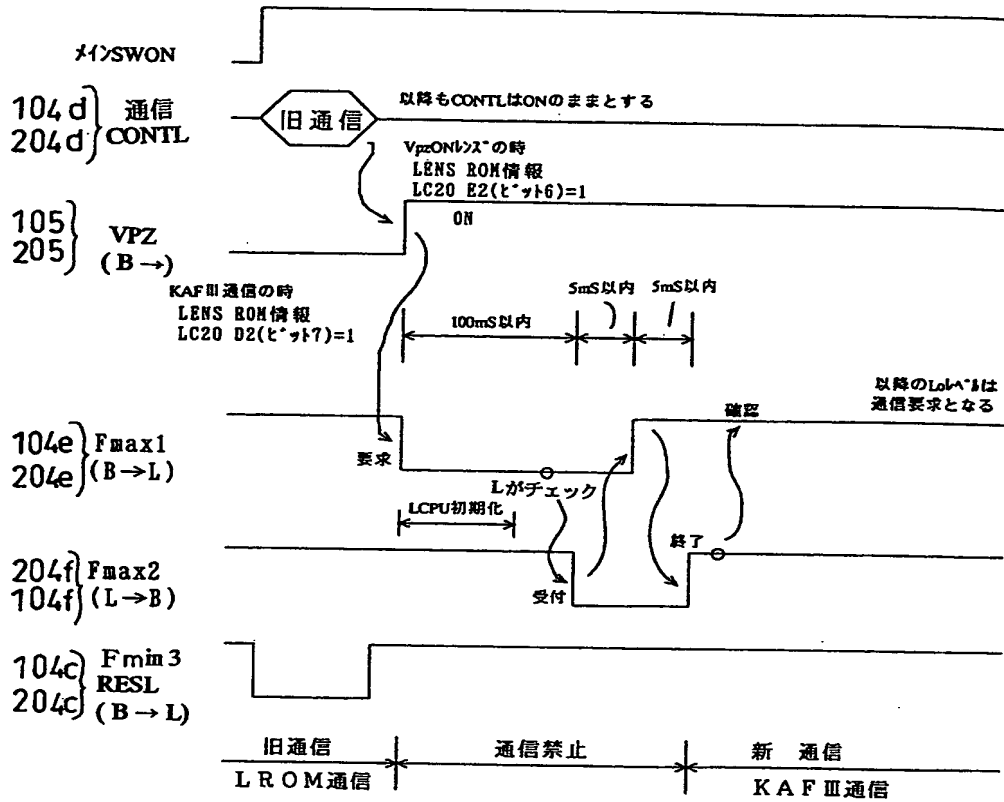 メインSWON
104d
204d
通信
CONTL
旧通信
以降もCONTLはONのままとする
VpzONレンズの時
LENS ROM情報
LC20 E2(ビット6)=1
ON
105
205
VPZ
(B→)
KAFⅢ通信の時
LENS ROM情報
LC20 D2(ビット7)=1
100mS以内
5mS以内
5mS以内
以降のLoレベルは
通信要求となる
確認
104e
204e
Fmax1
(B→L)
要求
Lがチェック
LCPU初期化
終了
204f
104f
Fmax2
(L→B)
受付
104c
204c
Fmin3
RESL
(B→L)
旧通信
通信禁止
新 通信
LROM通信
KAFⅢ通信